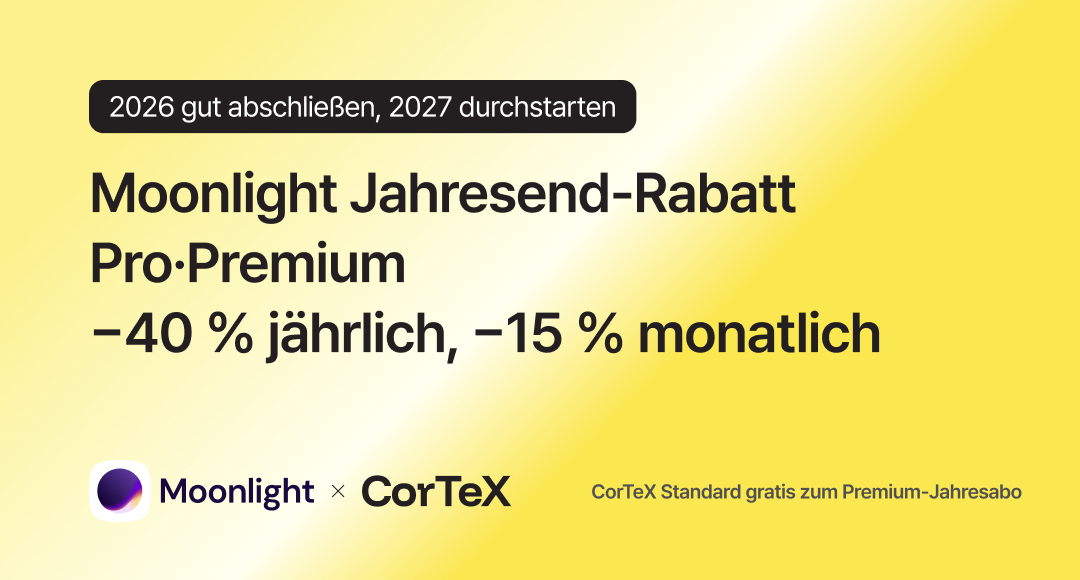 2026 gut abschließen, 2027 durchstarten
Moonlight Jahresend-Rabatt
Pro·Premium
−40 % jährlich, −15 % monatlich
Moonlight × CorTeX
CorTeX Standard gratis zum Premium-Jahresabo